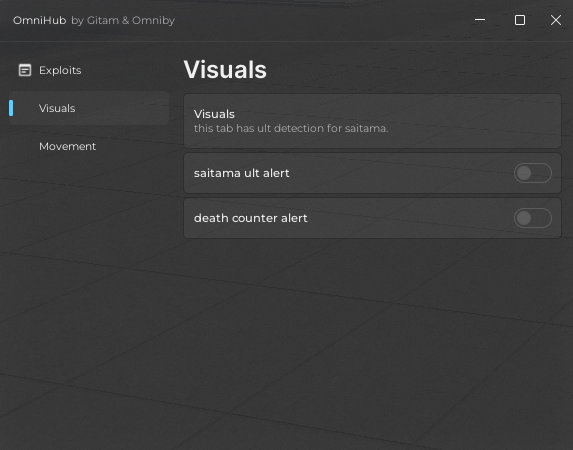 OmniHub by Gitam & Omniby
Exploits
Visuals
Movement
Visuals
Visuals
this tab has ult detection for saitama.
saitama ult alert
death counter alert